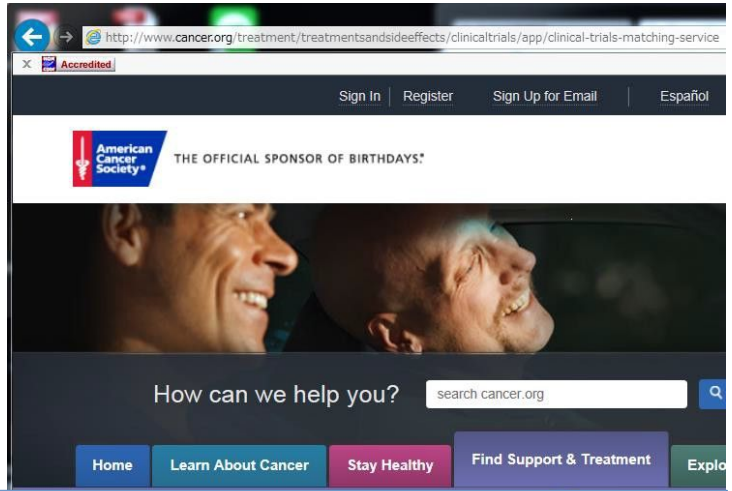 http://www.cancer.org/treatment/treatmentsandsideeffects/clinicaltrials/app/clinical-trials-matching-service
X Accredited
Sign In Register Sign Up for Email Español
American
Cancer
Society®
THE OFFICIAL SPONSOR OF BIRTHDAYS.®
How can we help you? search cancer.org
Home Learn About Cancer Stay Healthy Find Support & Treatment Explo